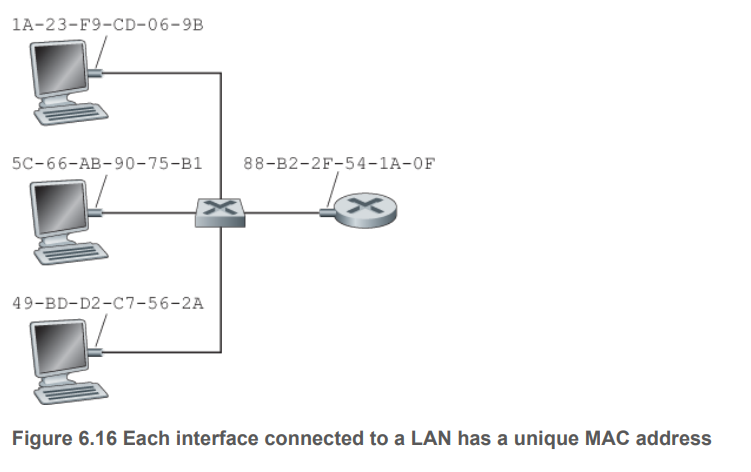 1A-23-F9-CD-06-9B
5C-66-AB-90-75-B1
88-B2-2F-54-1A-0F
49-BD-D2-C7-56-2A
Figure 6.16 Each interface connected to a LAN has a unique MAC address